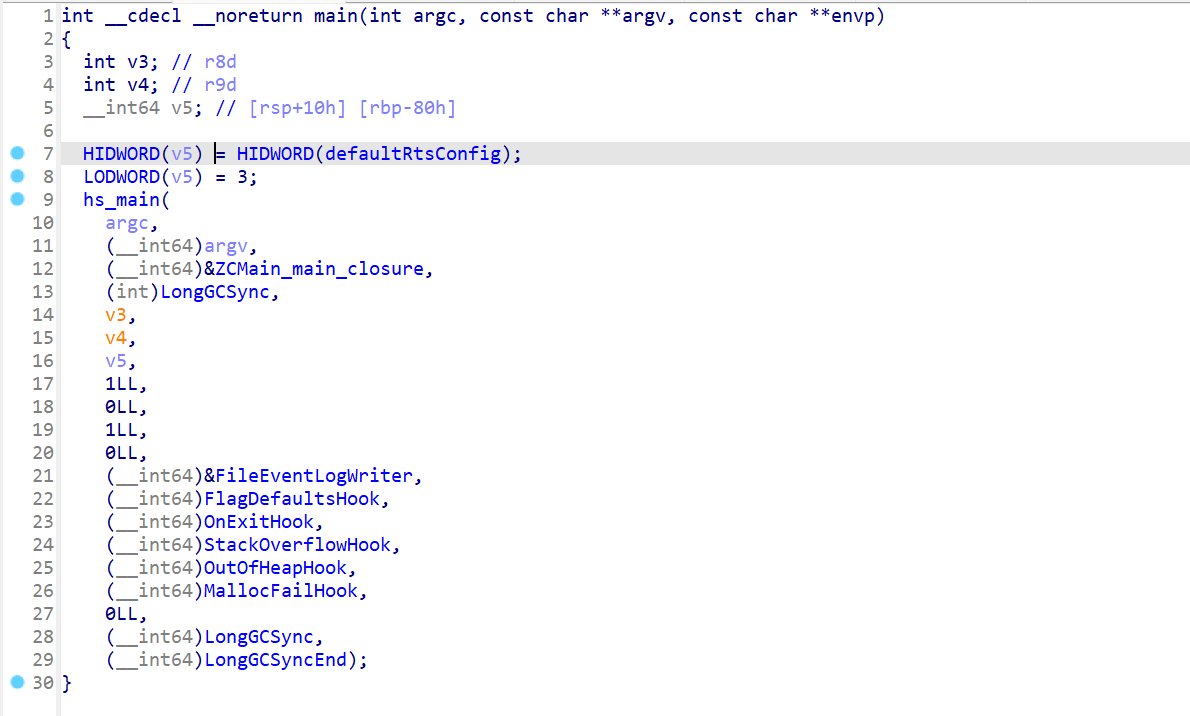 1 int __cdecl __noreturn main(int argc, const char **argv, const char **envp)
2 {
3   int v3; // r8d
4   int v4; // r9d
5   __int64 v5; // [rsp+10h] [rbp-80h]
6
7   HIDWORD(v5) = HIDWORD(defaultRtsConfig);
8   LODWORD(v5) = 3;
9   hs_main(
10     argc,
11     (__int64)argv,
12     (__int64)&ZCMain_main_closure,
13     (int)LongGCSync,
14     v3,
15     v4,
16     v5,
17     1LL,
18     0LL,
19     1LL,
20     0LL,
21     (__int64)&FileEventLogWriter,
22     (__int64)FlagDefaultsHook,
23     (__int64)OnExitHook,
24     (__int64)StackOverflowHook,
25     (__int64)OutOfHeapHook,
26     (__int64)MallocFailHook,
27     0LL,
28     (__int64)LongGCSync,
29     (__int64)LongGCSyncEnd);
30 }